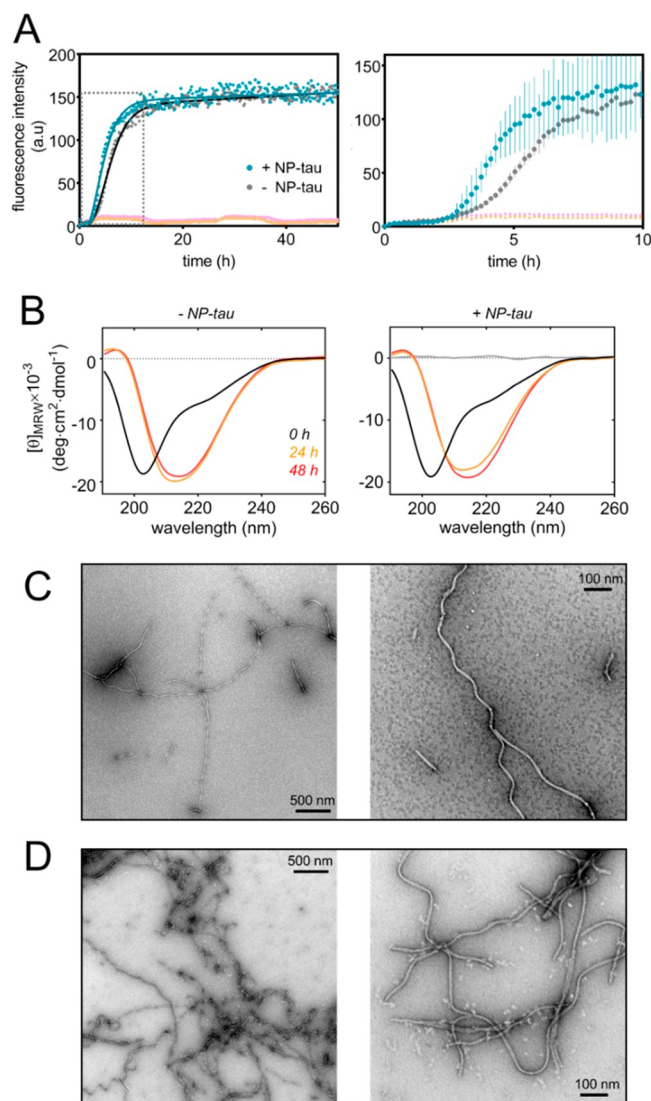 A
fluorescence intensity
(a.u)
200
150
100
50
0
0
20
40
time (h)
+ NP-tau
- NP-tau
150
100
50
0
5
10
time (h)
B
- NP-tau
+ NP-tau
[θ]MRW×10-3
(deg·cm2·dmol-1)
0
-10
-20
0 h
24 h
48 h
200
220
240
260
wavelength (nm)
0
-10
-20
200
220
240
260
wavelength (nm)
C
500 nm
100 nm
D
500 nm
100 nm